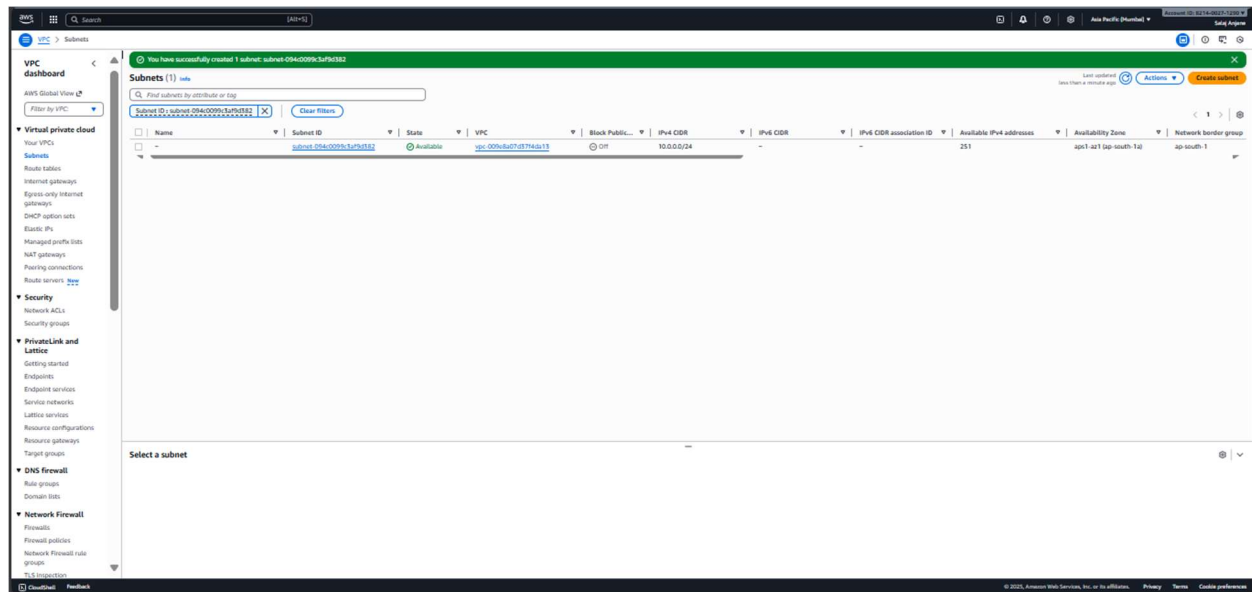 aws
Search
[Alt+S]
Asia Pacific (Mumbai)
Account ID: 9214-0027-1230
Salaj Anjane
VPC > Subnets
VPC dashboard
AWS Global View
Filter by VPC:
Virtual private cloud
Your VPCs
Subnets
Route tables
Internet gateways
Egress-only internet
gateways
DHCP option sets
Elastic IPs
Managed prefix lists
NAT gateways
Peering connections
Route servers New
Security
Network ACLs
Security groups
PrivateLink and
Lattice
Getting started
Endpoints
Endpoint services
Service networks
Lattice services
Resource configurations
Resource gateways
Target groups
DNS firewall
Rule groups
Domain lists
Network Firewall
Firewalls
Firewall policies
Network Firewall rule
groups
TLS inspection
You have successfully created 1 subnet: subnet-094c0099c3af9d382
Subnets (1) Info
Last updated
less than a minute ago
Actions
Create subnet
Find subnets by attribute or tag
Subnet ID : subnet-094c0099c3af9d382
Clear filters
1
Name Subnet ID State VPC Block Public... IPv4 CIDR IPv6 CIDR IPv6 CIDR association ID Available IPv4 addresses Availability Zone Network border group
– subnet-094c0099c3af9d382 Available vpc-009e8a07d37f4da13 Off 10.0.0.0/24 – – 251 aps1-az1 (ap-south-1a) ap-south-1
Select a subnet
CloudShell Feedback
© 2025, Amazon Web Services, Inc. or its affiliates. Privacy Terms Cookie preferences